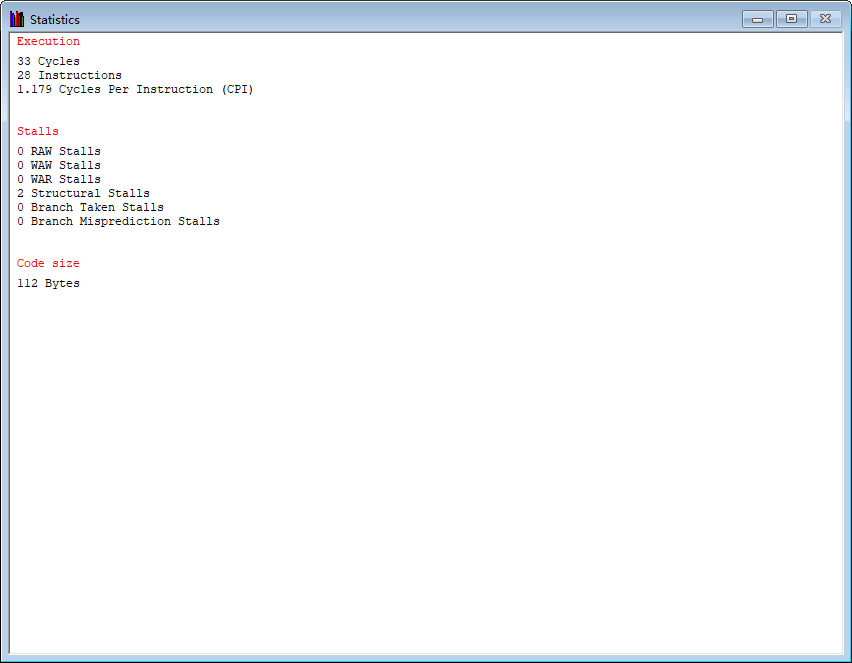 Statistics
Execution
33 Cycles
28 Instructions
1.179 Cycles Per Instruction (CPI)
Stalls
0 RAW Stalls
0 WAW Stalls
0 WAR Stalls
2 Structural Stalls
0 Branch Taken Stalls
0 Branch Misprediction Stalls
Code size
112 Bytes